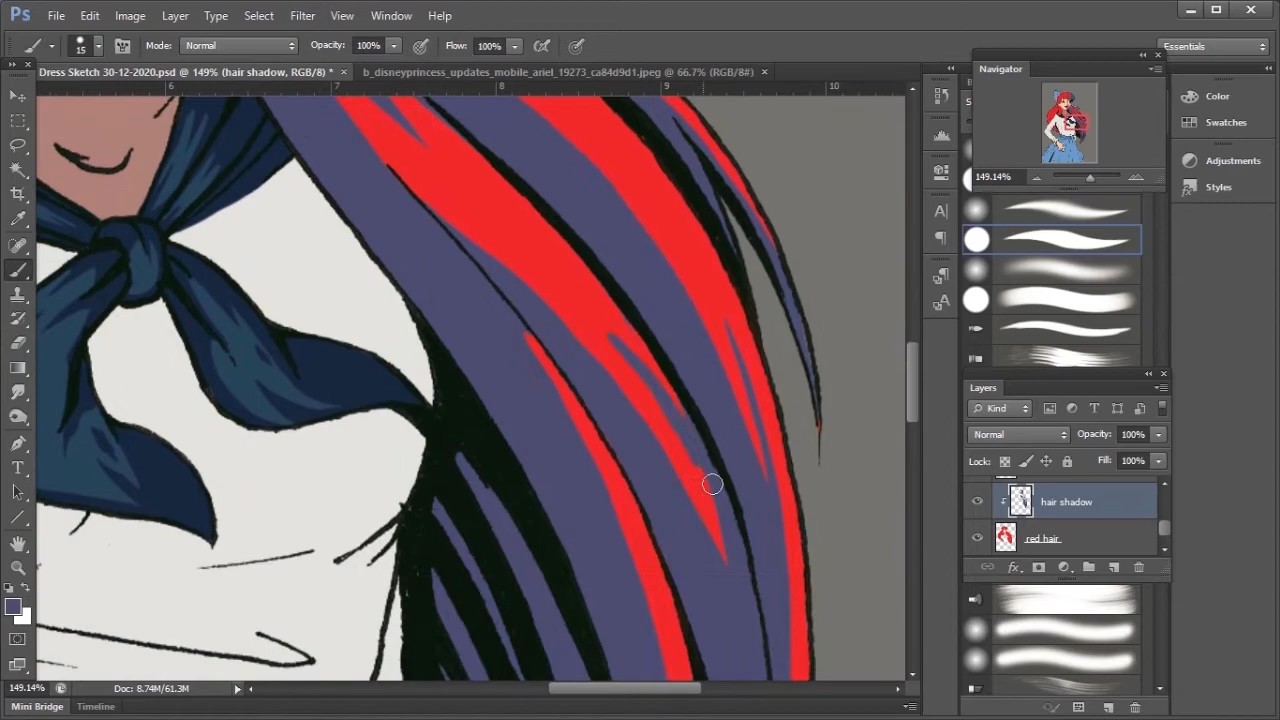 Ps File Edit Image Layer Type Select Filter View Window Help
15 Mode: Normal Opacity: 100% Flow: 100% Essentials
Dress Sketch 30-12-2020.psd @ 149% (hair shadow, RGB/8) * × b_disneyprincess_updates_mobile_ariel_19273_ca84d9d1.jpeg @ 66.7% (RGB/8#) ×
6 7 8 9 10
Navigator
149.14%
Color
Swatches
Adjustments
Styles
Layers
Kind
Normal Opacity: 100%
Lock: Fill: 100%
hair shadow
red hair
fx
149.14% Doc: 8.74M/61.3M
Mini Bridge Timeline